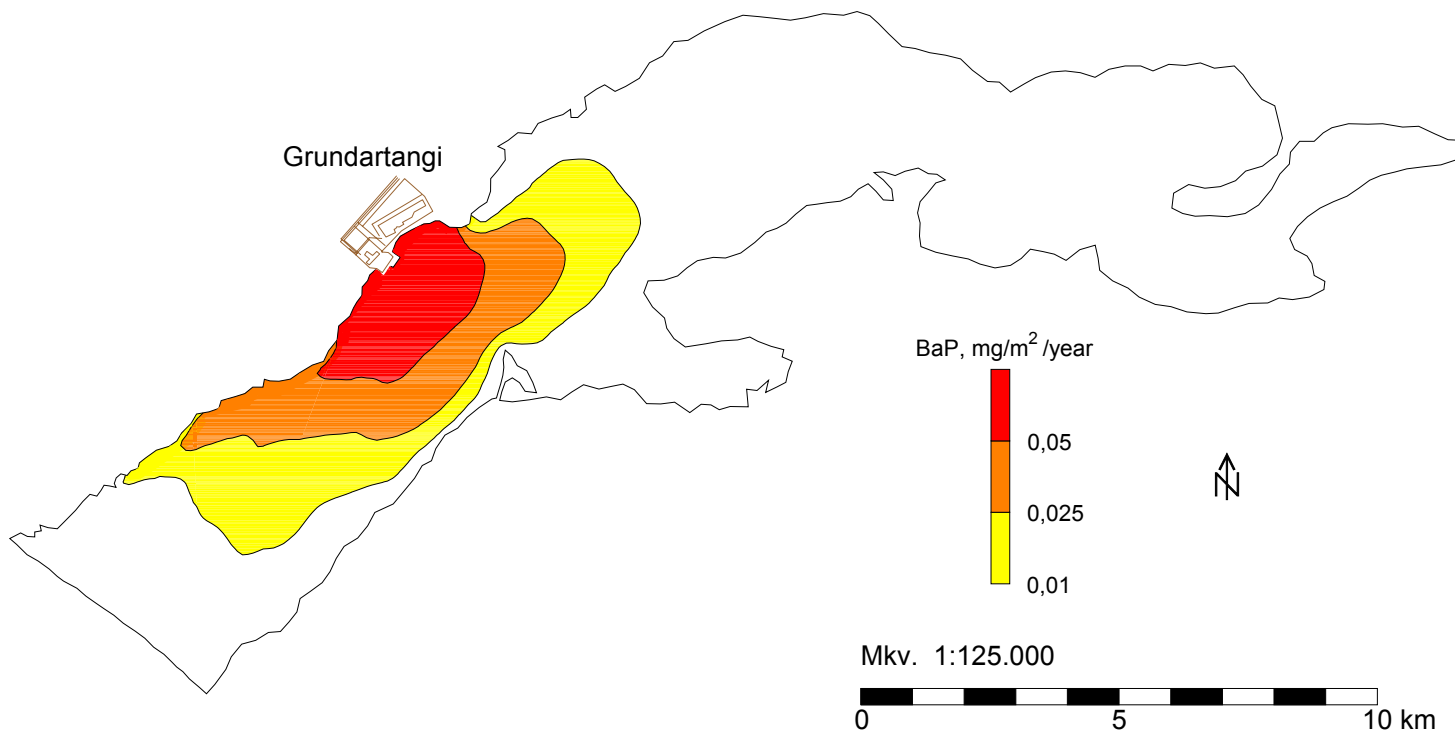 Grundartangi
BaP, mg/m² /year
0,05
0,025
0,01
N
Mkv. 1:125.000
0 5 10 km